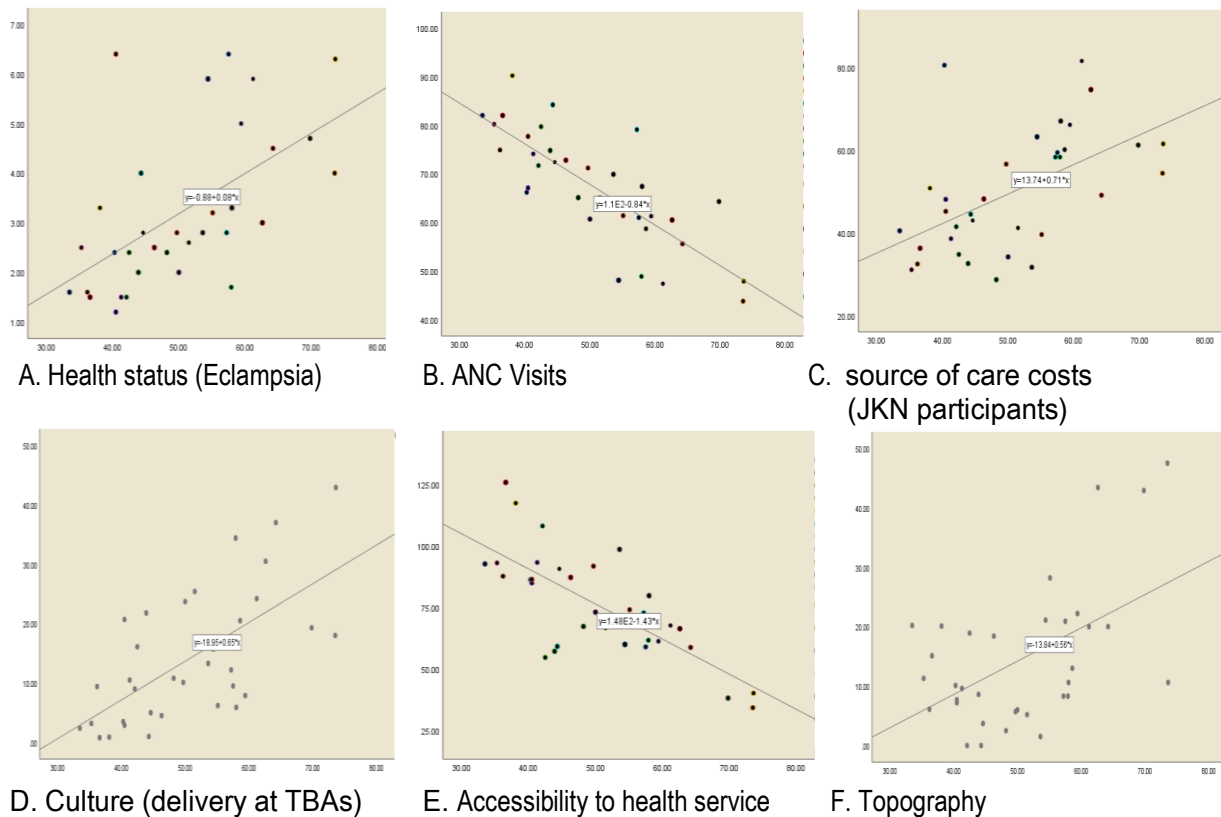 7.00
6.00
5.00
4.00
3.00
2.00
1.00
y=-0.88+0.08*x
30.00 40.00 50.00 60.00 70.00 80.00
A. Health status (Eclampsia)
100.00
90.00
80.00
70.00
60.00
50.00
40.00
y=1.1E2-0.84*x
30.00 40.00 50.00 60.00 70.00 80.00
B. ANC Visits
80.00
60.00
40.00
20.00
y=13.74+0.71*x
30.00 40.00 50.00 60.00 70.00 80.00
C. source of care costs
(JKN participants)
50.00
40.00
30.00
20.00
10.00
.00
y=-18.95+0.65*x
30.00 40.00 50.00 60.00 70.00 80.00
D. Culture (delivery at TBAs)
125.00
100.00
75.00
50.00
25.00
y=1.48E2-1.43*x
30.00 40.00 50.00 60.00 70.00 80.00
E. Accessibility to health service
50.00
40.00
30.00
20.00
10.00
.00
y=-13.84+0.56*x
30.00 40.00 50.00 60.00 70.00 80.00
F. Topography